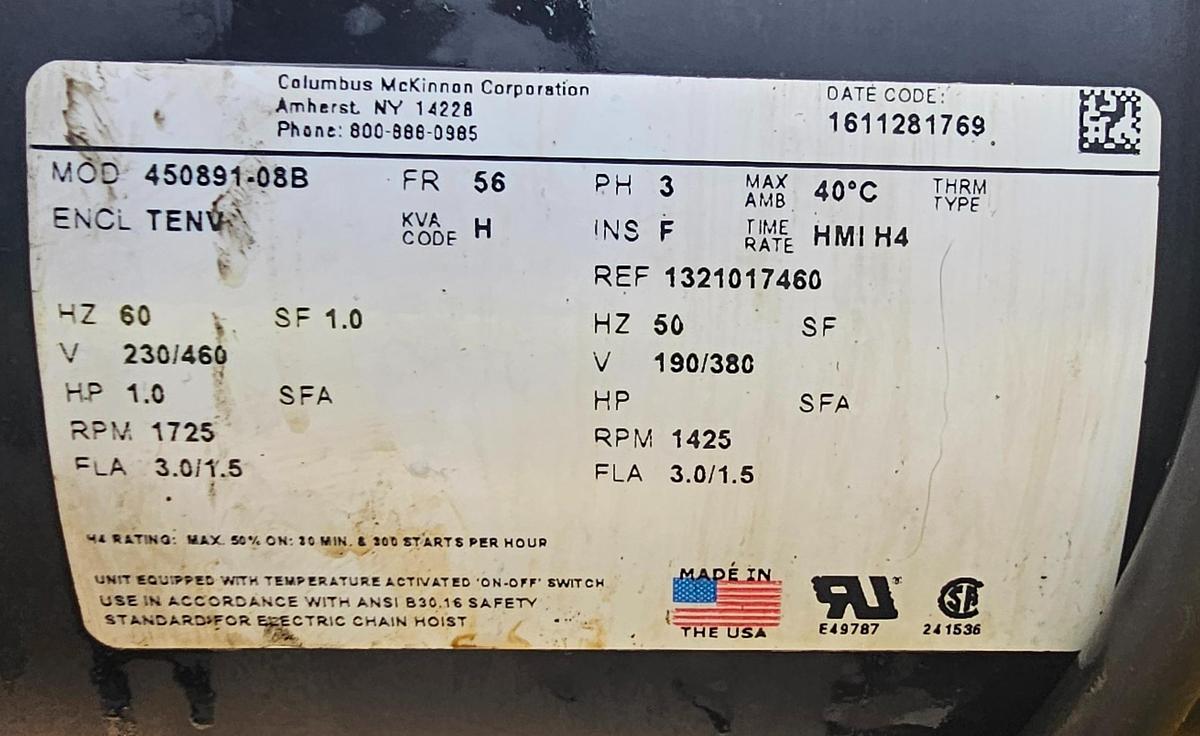 Columbus McKinnon Corporation
Amherst, NY 14228
Phone: 800-888-0985
DATE CODE:
1611281769
MOD 450891-08B FR 56 PH 3 MAX AMB 40°C THRM TYPE
ENCL TENV KVA CODE H INS F TIME RATE HMI H4
REF 1321017460
HZ 60 SF 1.0 HZ 50 SF
V 230/460 V 190/380
HP 1.0 SFA HP SFA
RPM 1725 RPM 1425
FLA 3.0/1.5 FLA 3.0/1.5
H4 RATING: MAX. 50% ON: 30 MIN. & 300 STARTS PER HOUR
UNIT EQUIPPED WITH TEMPERATURE ACTIVATED 'ON-OFF' SWITCH
USE IN ACCORDANCE WITH ANSI B30.16 SAFETY
STANDARD FOR ELECTRIC CHAIN HOIST
MADE IN
THE USA
RU ®
E49787
SA
241536